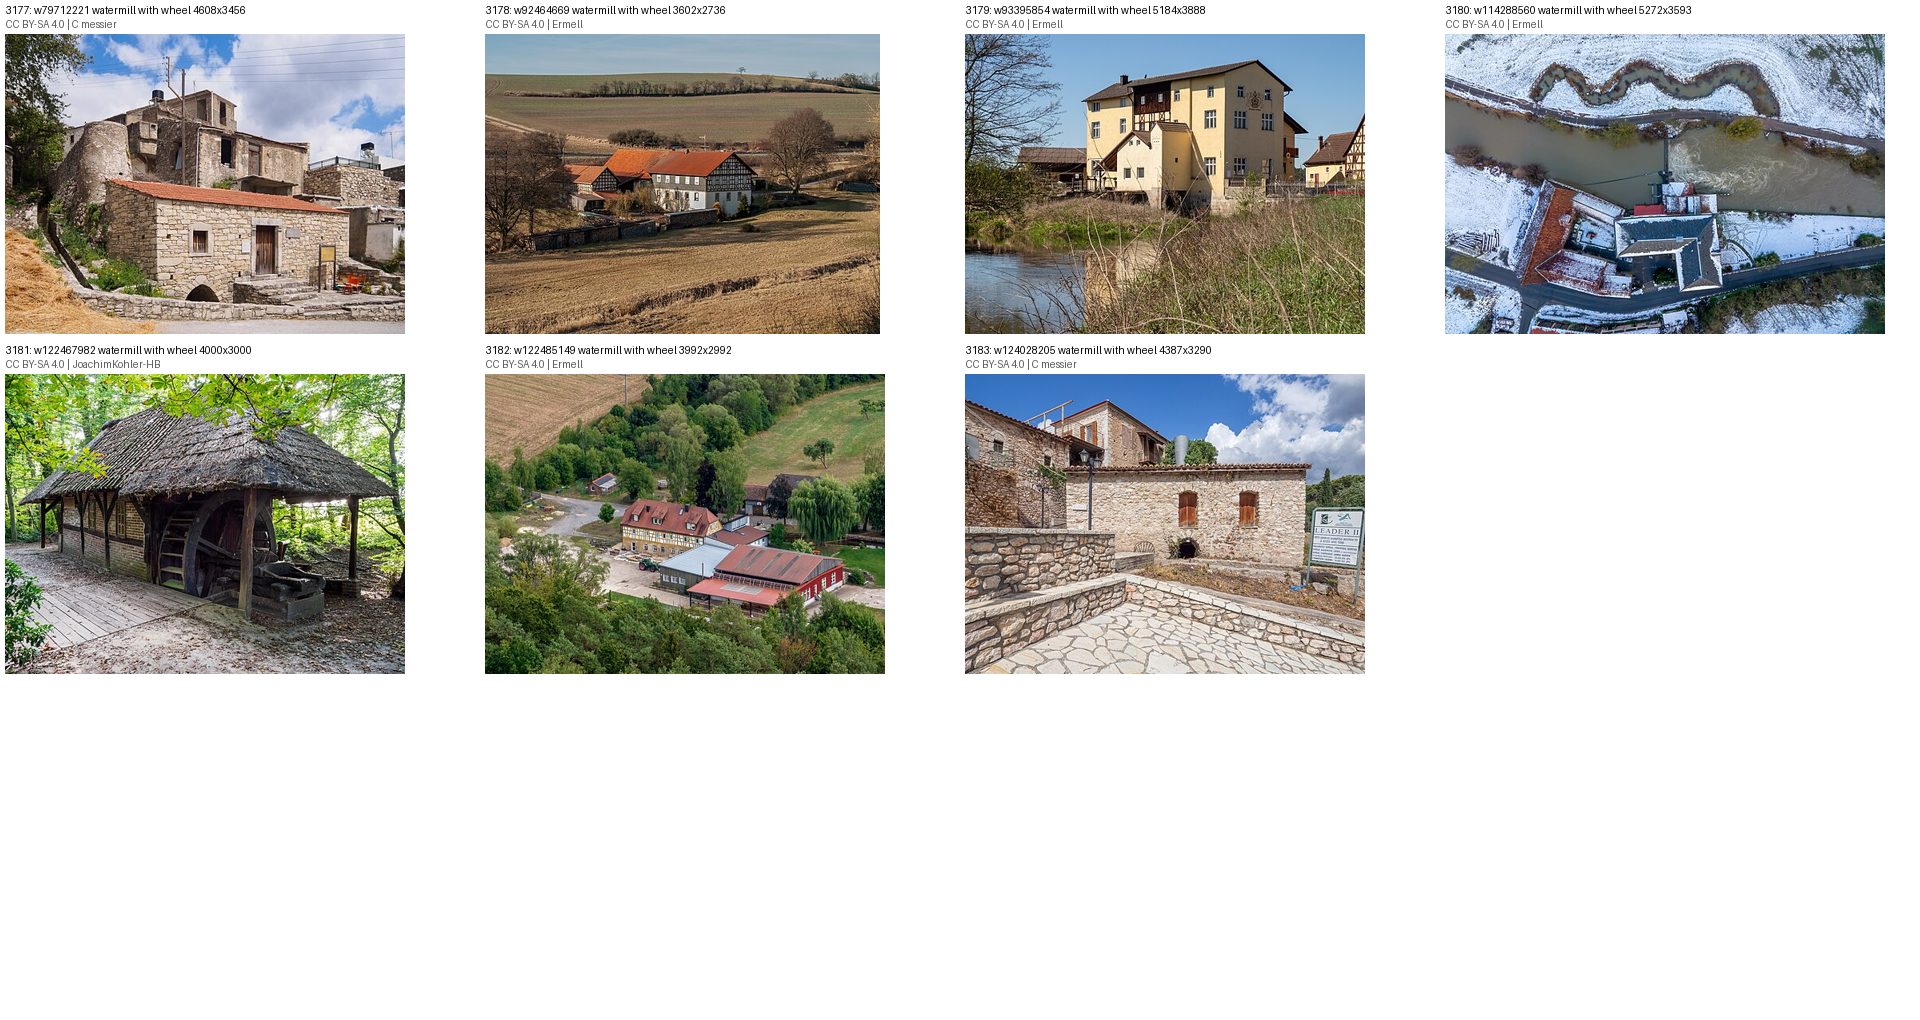 3177: w79712221 watermill with wheel 4608x3456
CC BY-SA 4.0 | C messier
3178: w92464669 watermill with wheel 3602x2736
CC BY-SA 4.0 | Ermell
3179: w93395854 watermill with wheel 5184x3888
CC BY-SA 4.0 | Ermell
3180: w114288560 watermill with wheel 5272x3593
CC BY-SA 4.0 | Ermell
3181: w122467982 watermill with wheel 4000x3000
CC BY-SA 4.0 | JoachimKohler-HB
3182: w122485149 watermill with wheel 3992x2992
CC BY-SA 4.0 | Ermell
3183: w124028205 watermill with wheel 4387x3290
CC BY-SA 4.0 | C messier
LEADER II